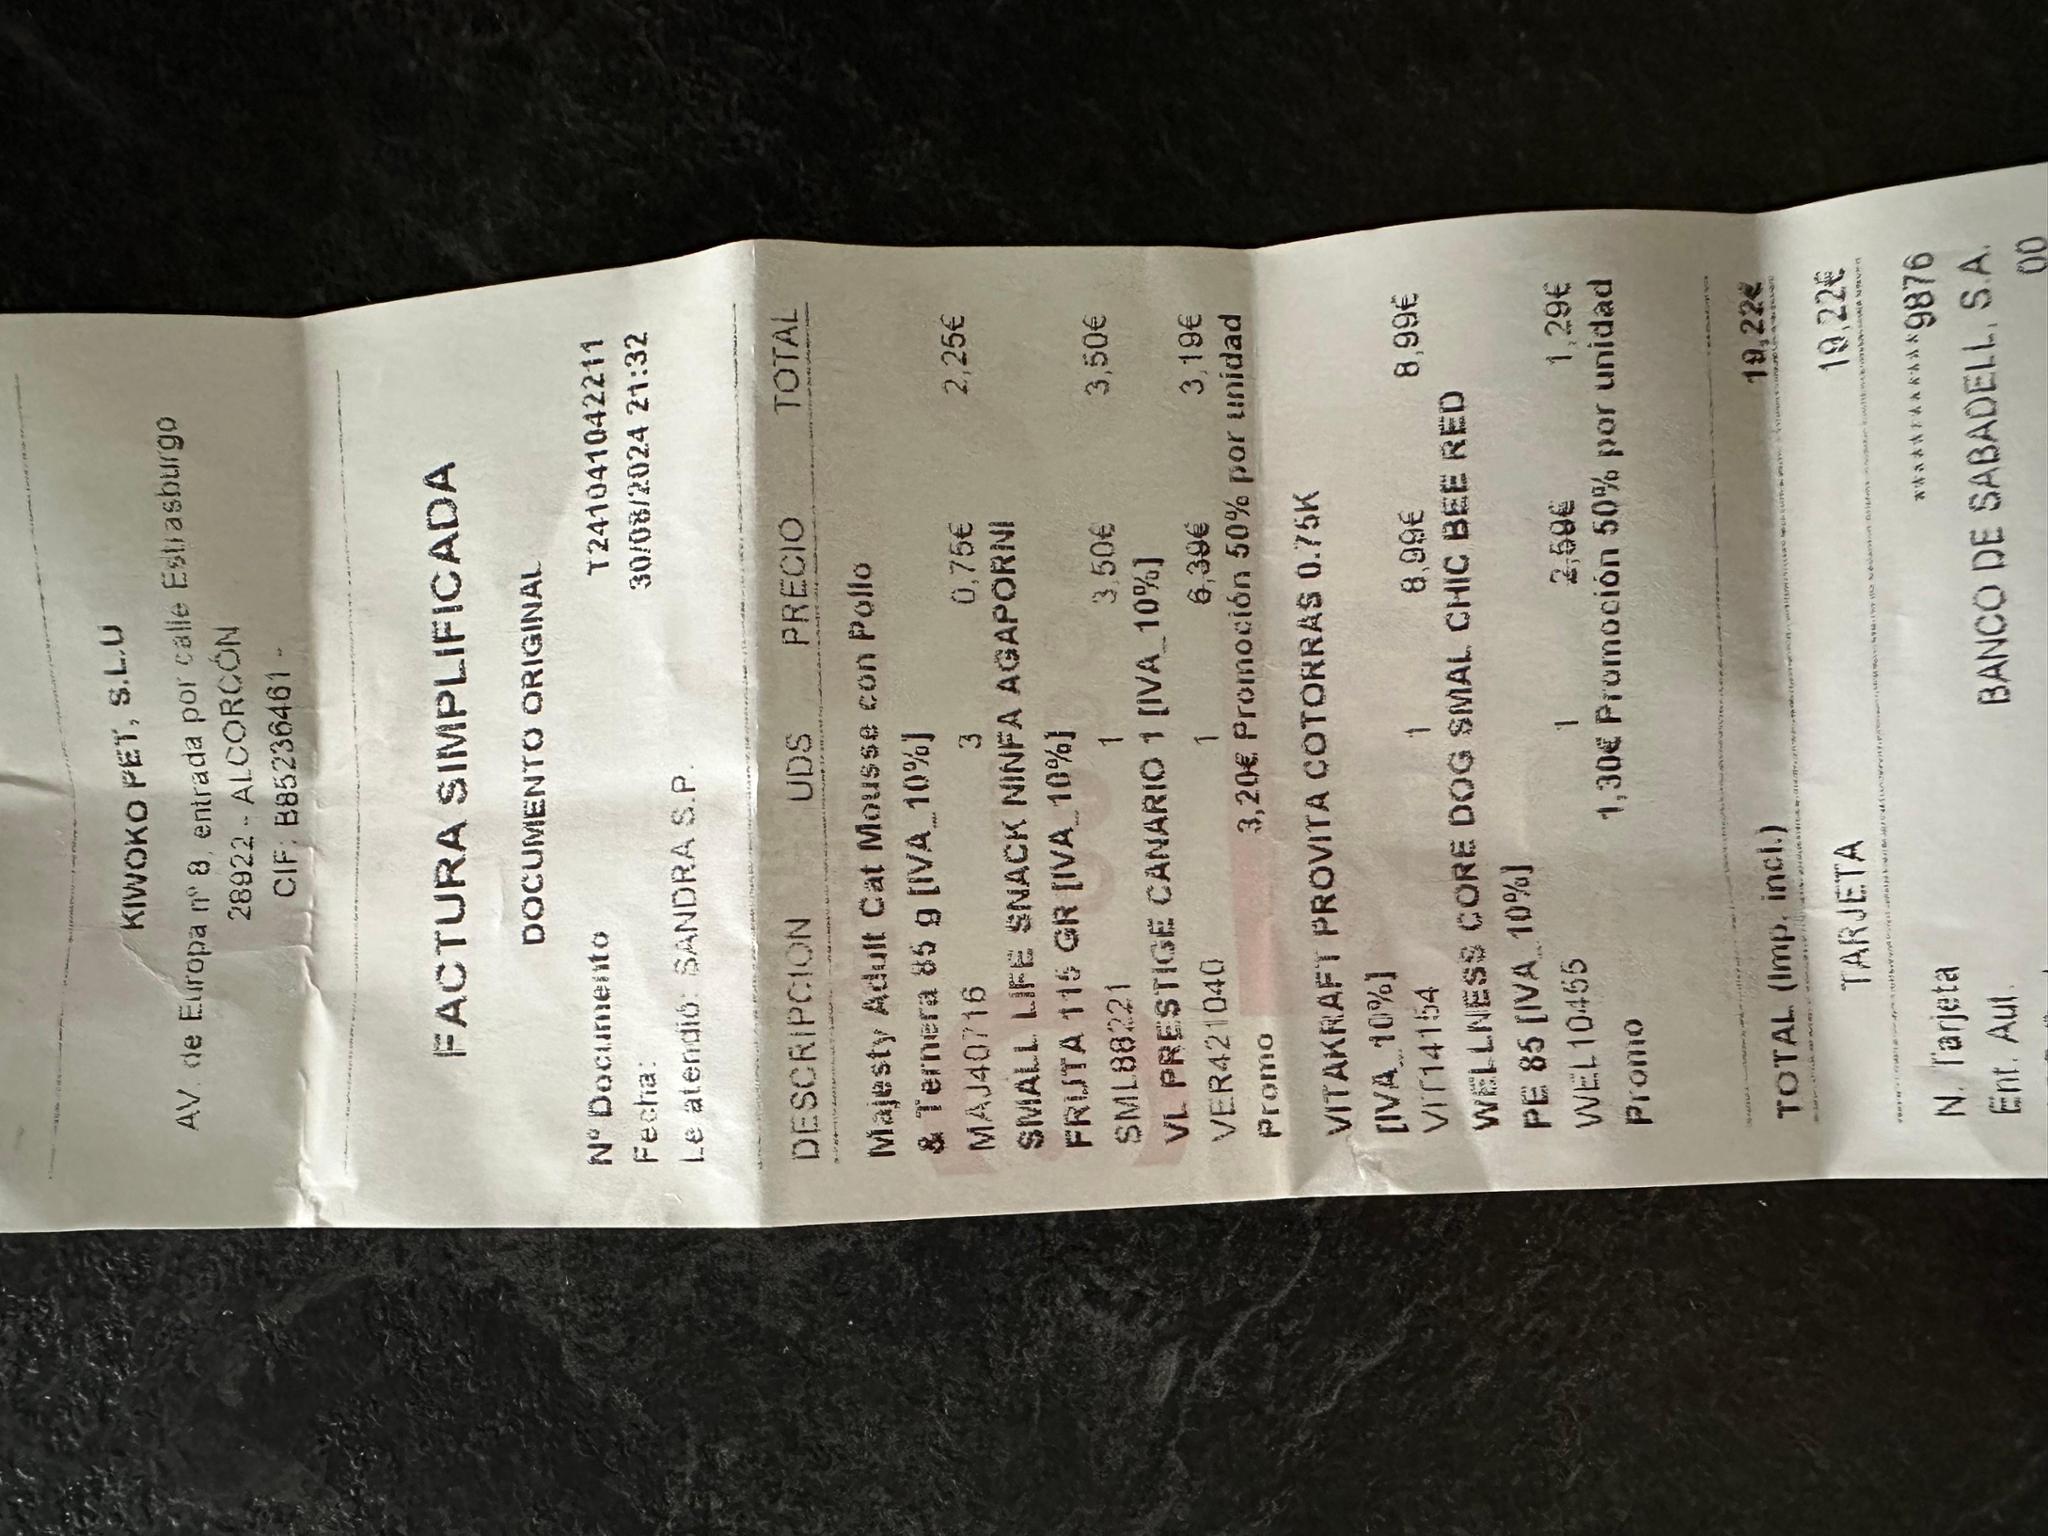 KIWOKO PET, S.L.U
AV. de Europa nº 8, entrada por calle Estrasburgo
28922 - ALCORCÓN
CIF: B85236461 -
FACTURA SIMPLIFICADA
DOCUMENTO ORIGINAL
Nº Documento T241041042211
Fecha: 30/08/2024 21:32
Le atendió: SANDRA S.P.
DESCRIPCION UDS PRECIO TOTAL
Majesty Adult Cat Mousse con Pollo
& Ternera 85 g [IVA_10%]
MAJ40716 3 0,75€ 2,25€
SMALL LIFE SNACK NINFA AGAPORNI
FRUTA 115 GR [IVA_10%]
SML88221 1 3,50€ 3,50€
VL PRESTIGE CANARIO 1 [IVA_10%]
VER421040 1 6,39€ 3,19€
Promo 3,20€ Promoción 50% por unidad
VITAKRAFT PROVITA COTORRAS 0.75K
[IVA_10%]
VIT14154 1 8,99€ 8,99€
WELLNESS CORE DOG SMAL CHIC BEE RED
PE 85 [IVA_10%]
WEL10455 1 2,59€ 1,29€
Promo 1,30€ Promoción 50% por unidad
TOTAL (Imp. incl.) 19,22€
TARJETA 19,22€
N. Tarjeta ************9876
Ent. Aut. BANCO DE SABADELL, S.A.
00